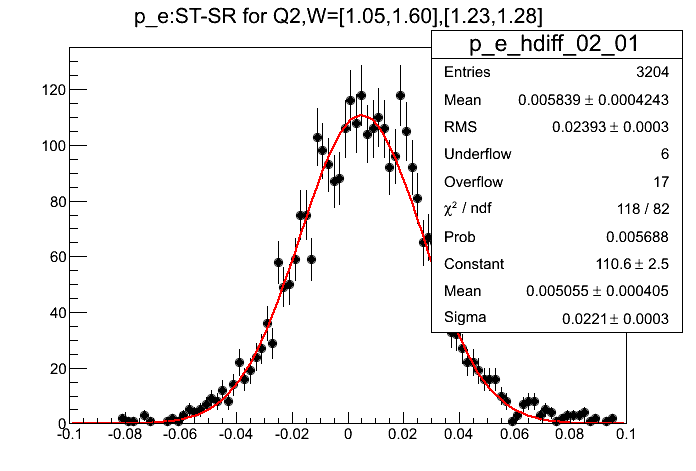 p_e:ST-SR for Q2,W=[1.05,1.60],[1.23,1.28]
p_e_hdiff_02_01
Entries 3204
Mean 0.005839 ± 0.0004243
RMS 0.02393 ± 0.0003
Underflow 6
Overflow 17
χ² / ndf 118 / 82
Prob 0.005688
Constant 110.6 ± 2.5
Mean 0.005055 ± 0.000405
Sigma 0.0221 ± 0.0003
120
100
80
60
40
20
0
-0.1 -0.08 -0.06 -0.04 -0.02 0 0.02 0.04 0.06 0.08 0.1